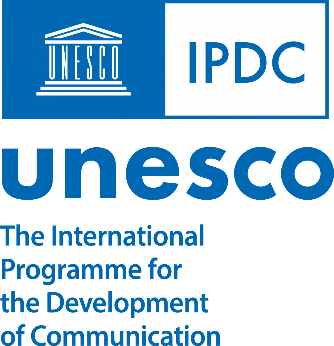 UNESCO
IPDC
unesco
The International
Programme for
the Development
of Communication